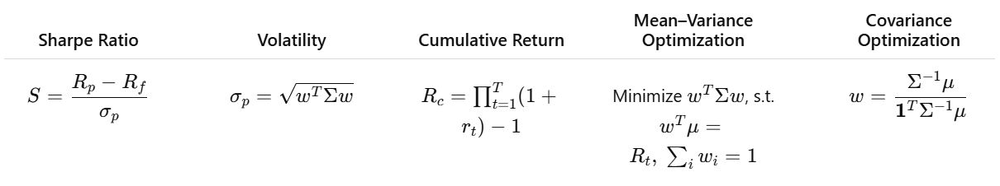 Sharpe Ratio Volatility Cumulative Return Mean–Variance Optimization Covariance Optimization
S = \frac{R_p - R_f}{\sigma_p}
\sigma_p = \sqrt{w^T \Sigma w}
R_c = \prod_{t=1}^{T}(1 +
r_t) - 1
Minimize w^T \Sigma w, s.t.
w^T \mu =
R_t, \sum_i w_i = 1
w = \frac{\Sigma^{-1}\mu}{\mathbf{1}^T \Sigma^{-1}\mu}